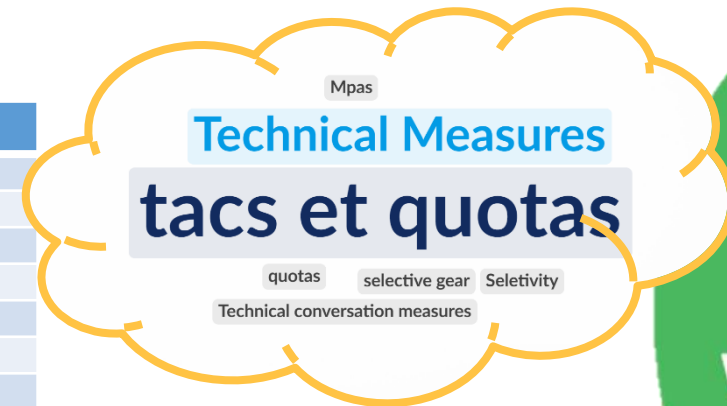 Mpas
Technical Measures
tacs et quotas
quotas selective gear Seletivity
Technical conversation measures